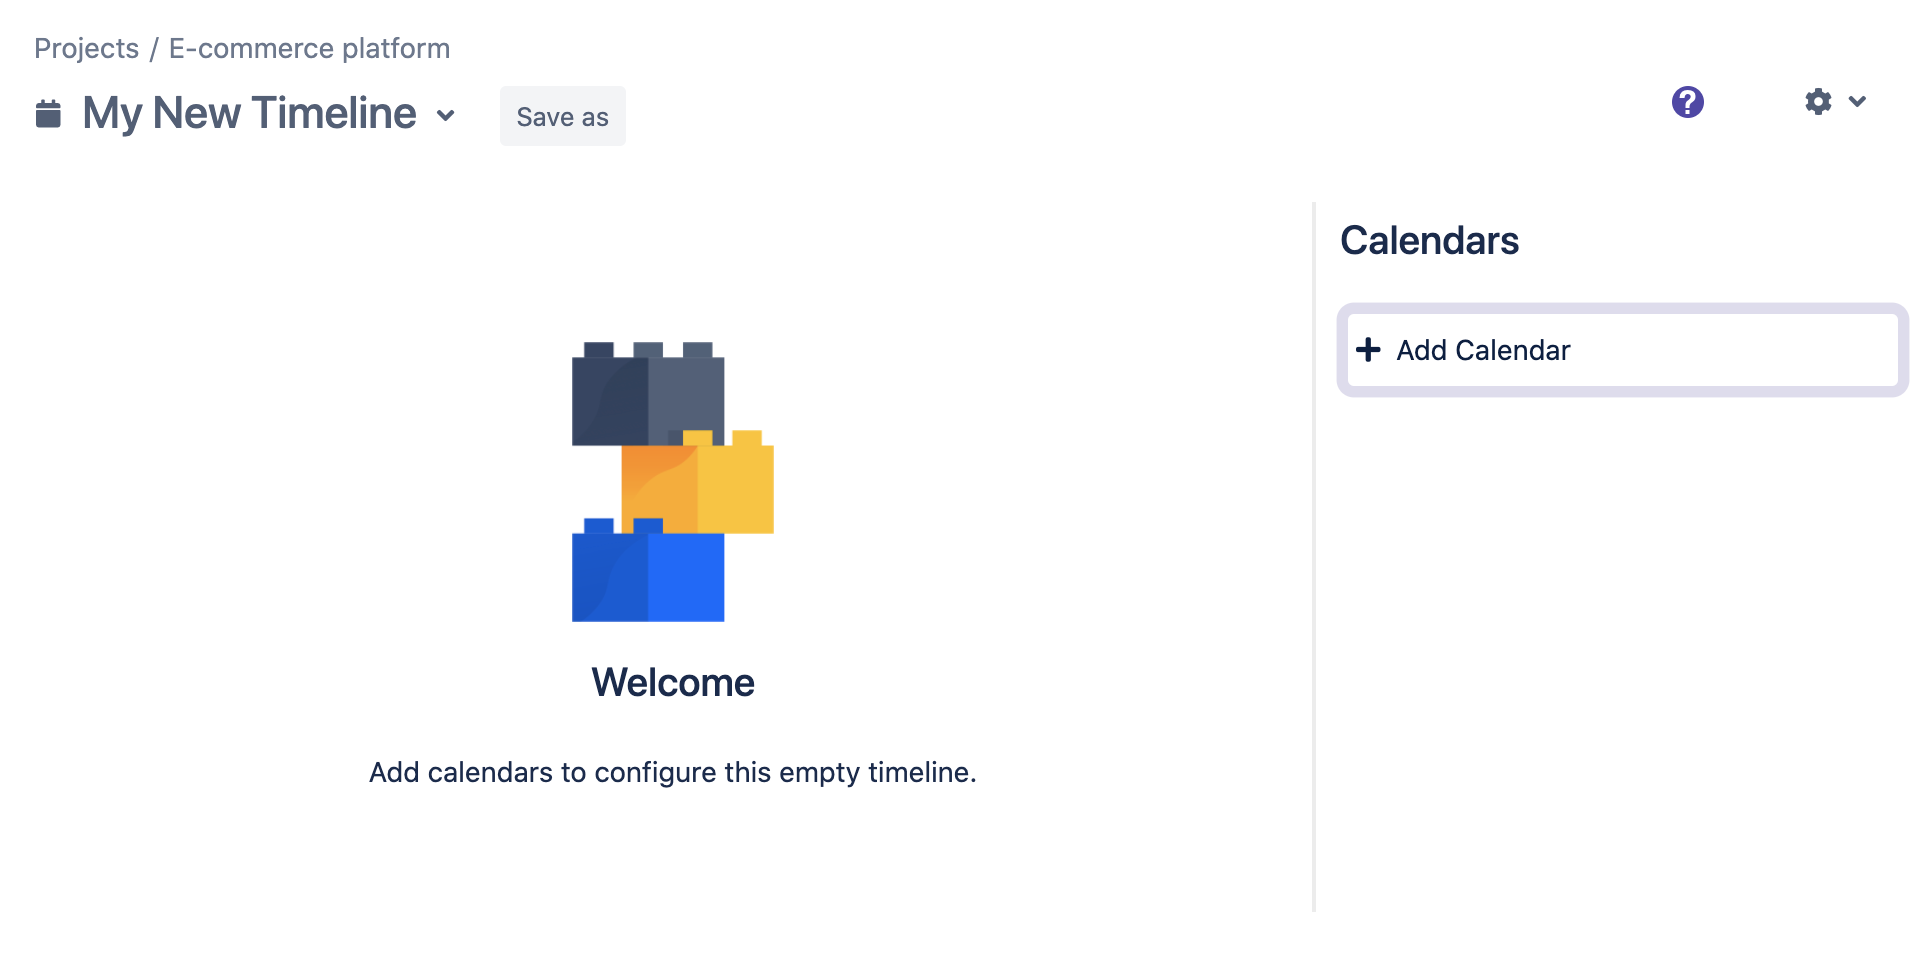 Projects / E-commerce platform
My New Timeline
Save as
Calendars
Add Calendar
Welcome
Add calendars to configure this empty timeline.